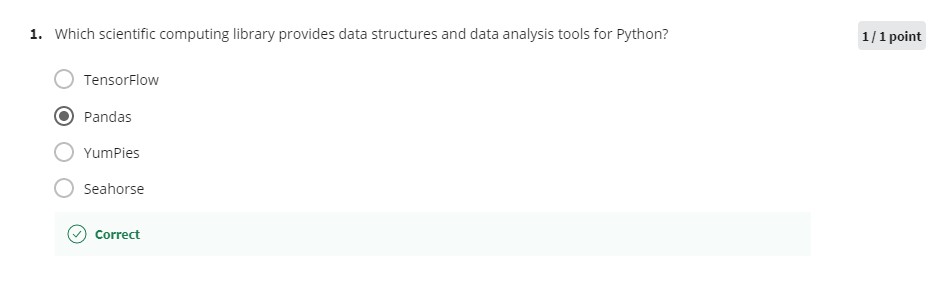 1. Which scientific computing library provides data structures and data analysis tools for Python?
1 / 1 point
TensorFlow
Pandas
YumPies
Seahorse
Correct